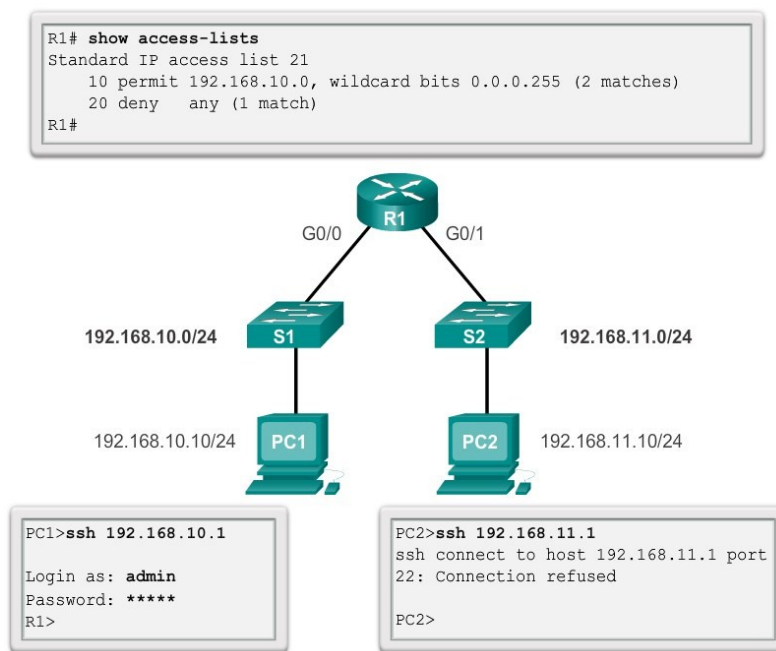 R1# show access-lists
Standard IP access list 21
10 permit 192.168.10.0, wildcard bits 0.0.0.255 (2 matches)
20 deny any (1 match)
R1#
R1
G0/0
G0/1
192.168.10.0/24
S1
S2
192.168.11.0/24
192.168.10.10/24
PC1
PC2
192.168.11.10/24
PC1>ssh 192.168.10.1
Login as: admin
Password: *****
R1>
PC2>ssh 192.168.11.1
ssh connect to host 192.168.11.1 port
22: Connection refused
PC2>